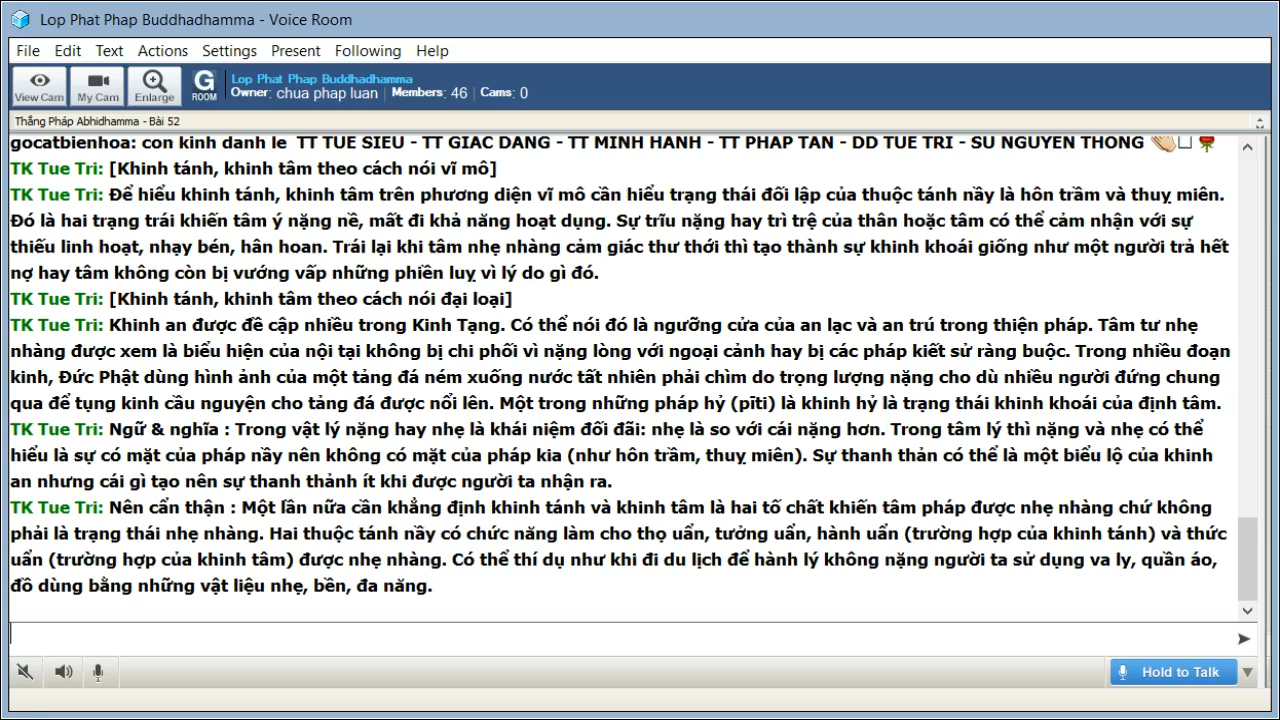 Lop Phat Phap Buddhadhamma - Voice Room
File Edit Text Actions Settings Present Following Help
View Cam My Cam Enlarge G ROOM Lop Phat Phap Buddhadhamma
Owner: chua phap luan | Members: 46 | Cams: 0
Thắng Pháp Abhidhamma - Bài 52
gocatbienhoa: con kinh danh le TT TUE SIEU - TT GIAC DANG - TT MINH HANH - TT PHAP TAN - DD TUE TRI - SU NGUYEN THONG 👏🏼□ 🌹
TK Tue Tri: [Khinh tánh, khinh tâm theo cách nói vĩ mô]
TK Tue Tri: Để hiểu khinh tánh, khinh tâm trên phương diện vĩ mô cần hiểu trạng thái đối lập của thuộc tánh nầy là hôn trầm và thuỵ miên.
Đó là hai trạng trái khiến tâm ý nặng nề, mất đi khả năng hoạt dụng. Sự trĩu nặng hay trì trệ của thân hoặc tâm có thể cảm nhận với sự
thiếu linh hoạt, nhạy bén, hân hoan. Trái lại khi tâm nhẹ nhàng cảm giác thư thới thì tạo thành sự khinh khoái giống như một người trả hết
nợ hay tâm không còn bị vướng vấp những phiền luỵ vì lý do gì đó.
TK Tue Tri: [Khinh tánh, khinh tâm theo cách nói đại loại]
TK Tue Tri: Khinh an được đề cập nhiều trong Kinh Tạng. Có thể nói đó là ngưỡng cửa của an lạc và an trú trong thiện pháp. Tâm tư nhẹ
nhàng được xem là biểu hiện của nội tại không bị chi phối vì nặng lòng với ngoại cảnh hay bị các pháp kiết sử ràng buộc. Trong nhiều đoạn
kinh, Đức Phật dùng hình ảnh của một tảng đá ném xuống nước tất nhiên phải chìm do trọng lượng nặng cho dù nhiều người đứng chung
qua để tụng kinh cầu nguyện cho tảng đá được nổi lên. Một trong những pháp hỷ (pīti) là khinh hỷ là trạng thái khinh khoái của định tâm.
TK Tue Tri: Ngữ & nghĩa : Trong vật lý nặng hay nhẹ là khái niệm đối đãi: nhẹ là so với cái nặng hơn. Trong tâm lý thì nặng và nhẹ có thể
hiểu là sự có mặt của pháp nầy nên không có mặt của pháp kia (như hôn trầm, thuỵ miên). Sự thanh thản có thể là một biểu lộ của khinh
an nhưng cái gì tạo nên sự thanh thảnh ít khi được người ta nhận ra.
TK Tue Tri: Nên cẩn thận : Một lần nữa cần khẳng định khinh tánh và khinh tâm là hai tố chất khiến tâm pháp được nhẹ nhàng chứ không
phải là trạng thái nhẹ nhàng. Hai thuộc tánh nầy có chức năng làm cho thọ uẩn, tưởng uẩn, hành uẩn (trường hợp của khinh tánh) và thức
uẩn (trường hợp của khinh tâm) được nhẹ nhàng. Có thể thí dụ như khi đi du lịch để hành lý không nặng người ta sử dụng va ly, quần áo,
đồ dùng bằng những vật liệu nhẹ, bền, đa năng.
Hold to Talk